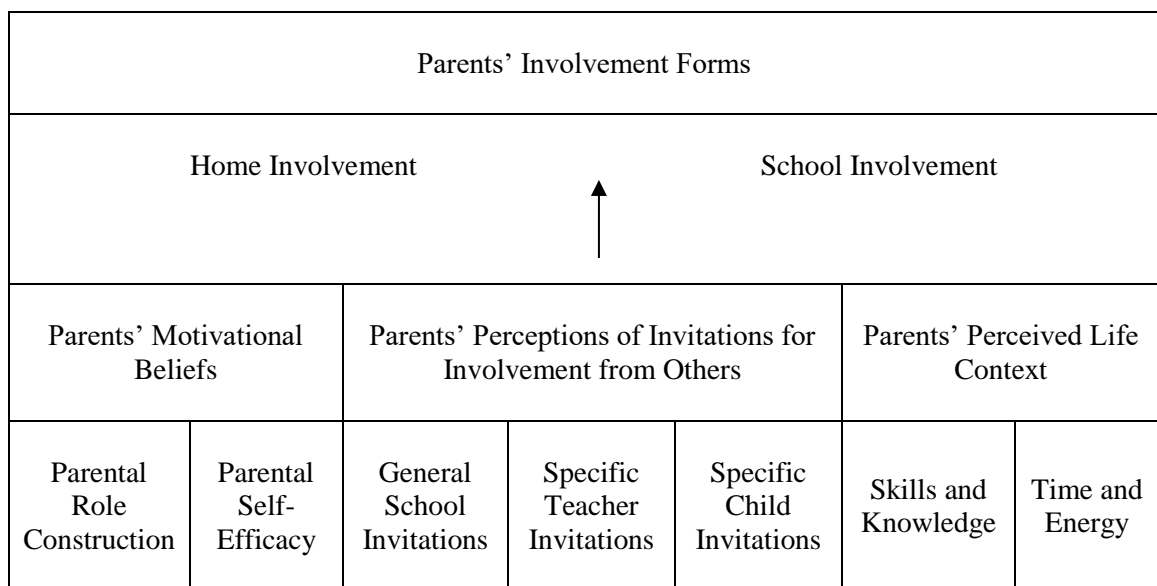 Parents’ Involvement Forms
Home Involvement
School Involvement
Parents’ Motivational
Beliefs
Parents’ Perceptions of Invitations for
Involvement from Others
Parents’ Perceived Life
Context
Parental
Role
Construction
Parental
Self-
Efficacy
General
School
Invitations
Specific
Teacher
Invitations
Specific
Child
Invitations
Skills and
Knowledge
Time and
Energy